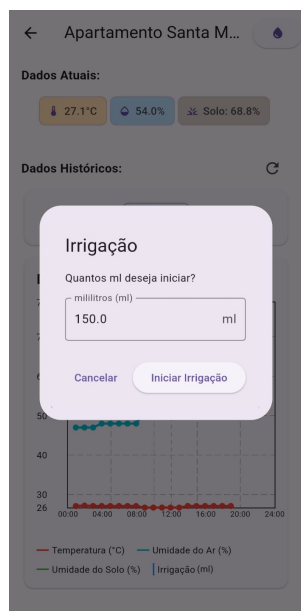 Apartamento Santa M...
Dados Atuais:
27.1°C
54.0%
Solo: 68.8%
Dados Históricos:
Irrigação
Quantos ml deseja iniciar?
mililitros (ml)
150.0 ml
Cancelar Iniciar Irrigação
50
40
30
26
00:00 04:00 08:00 12:00 16:00 20:00 24:00
Temperatura (°C) Umidade do Ar (%)
Umidade do Solo (%) Irrigação (ml)